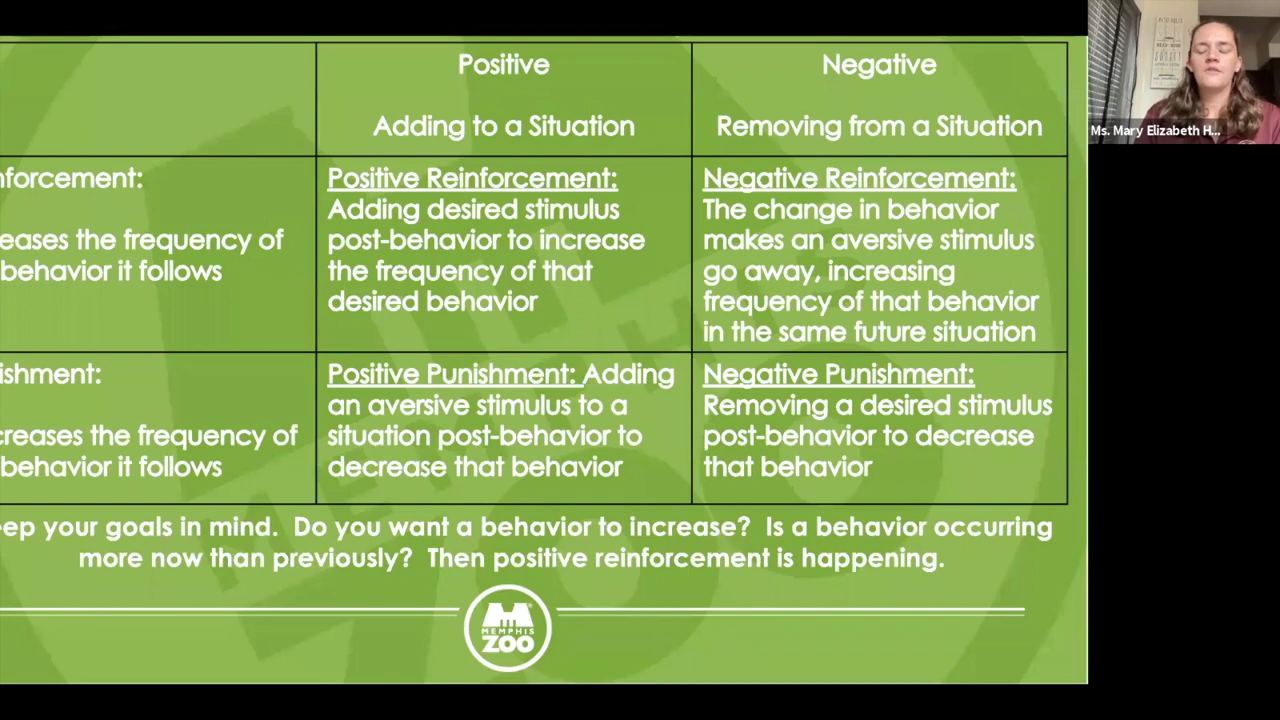 Positive
Negative
Adding to a Situation
Removing from a Situation
nforcement:
eases the frequency of
behavior it follows
Positive Reinforcement:
Adding desired stimulus
post-behavior to increase
the frequency of that
desired behavior
Negative Reinforcement:
The change in behavior
makes an aversive stimulus
go away, increasing
frequency of that behavior
in the same future situation
ishment:
creases the frequency of
behavior it follows
Positive Punishment: Adding
an aversive stimulus to a
situation post-behavior to
decrease that behavior
Negative Punishment:
Removing a desired stimulus
post-behavior to decrease
that behavior
eep your goals in mind. Do you want a behavior to increase? Is a behavior occurring
more now than previously? Then positive reinforcement is happening.
MEMPHIS
ZOO
Ms. Mary Elizabeth H...